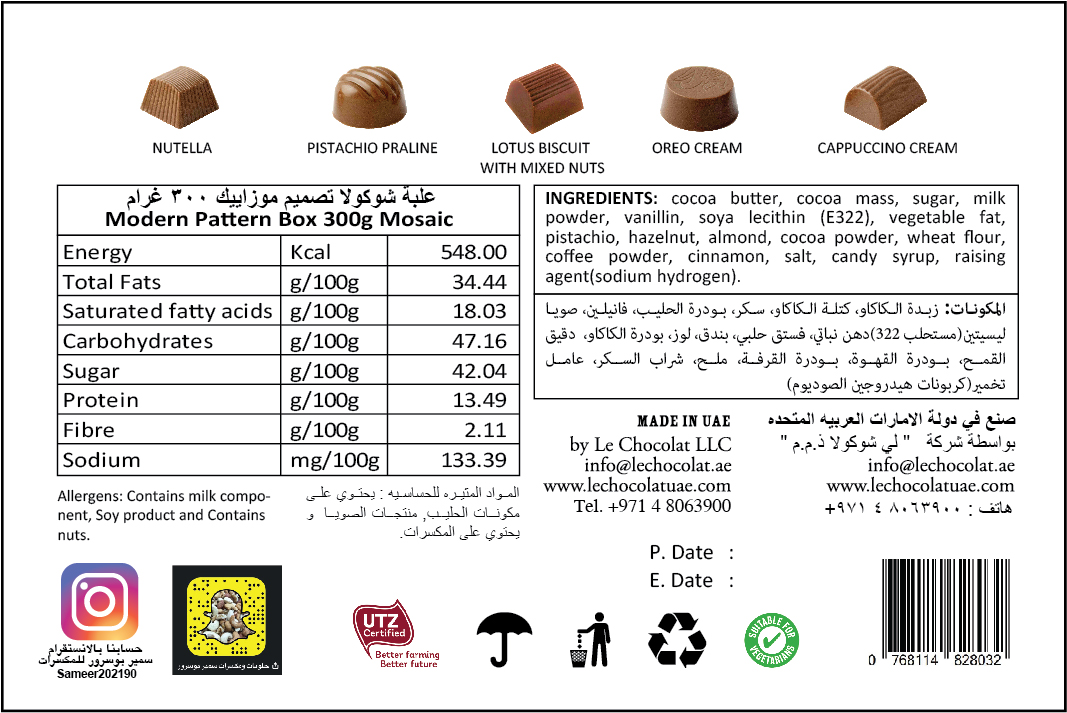 NUTELLA
PISTACHIO PRALINE
LOTUS BISCUIT
WITH MIXED NUTS
OREO CREAM
CAPPUCCINO CREAM
علبة شوكولا تصميم موزاييك ٣٠٠ غرام
Modern Pattern Box 300g Mosaic
Energy Kcal 548.00
Total Fats g/100g 34.44
Saturated fatty acids g/100g 18.03
Carbohydrates g/100g 47.16
Sugar g/100g 42.04
Protein g/100g 13.49
Fibre g/100g 2.11
Sodium mg/100g 133.39
Allergens: Contains milk compo-
nent, Soy product and Contains
nuts.
المواد المثيره للحساسيه : يحتوي على
مكونات الحليب, منتجات الصويا و
يحتوي على المكسرات.
INGREDIENTS: cocoa butter, cocoa mass, sugar, milk
powder, vanillin, soya lecithin (E322), vegetable fat,
pistachio, hazelnut, almond, cocoa powder, wheat flour,
coffee powder, cinnamon, salt, candy syrup, raising
agent(sodium hydrogen).
المكونات: زبدة الكاكاو، كتلة الكاكاو، سكر، بودرة الحليب، فانيلين، صويا
ليسيتين(مستحلب 322)دهن نباتي، فستق حلبي، بندق، لوز، بودرة الكاكاو، دقيق
القمح، بودرة القهوة، بودرة القرفة، ملح، شراب السكر، عامل
تخمير(كربونات هيدروجين الصوديوم)
MADE IN UAE
by Le Chocolat LLC
info@lechocolat.ae
www.lechocolatuae.com
Tel. +971 4 8063900
صنع في دولة الامارات العربيه المتحده
بواسطة شركة " لي شوكولا ذ.م.م "
info@lechocolat.ae
www.lechocolatuae.com
هاتف : ٨٠٦٣٩٠٠ ٤ ٩٧١+
P. Date :
E. Date :
حسابنا بالانستقرام
سمير بوسرور للمكسرات
Sameer202190
حلويات ومكسرات سمير بوسرور
UTZ
Certified
Better farming
Better future
SUITABLE FOR
VEGETARIANS
0 768114 828032